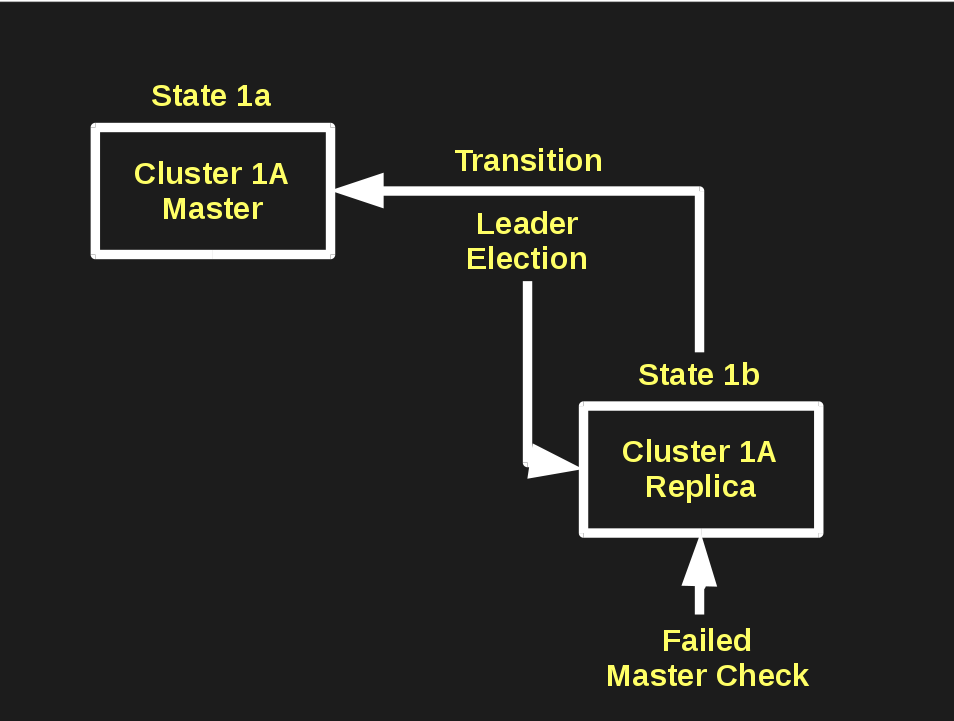 State 1a
Cluster 1A
Master
Transition
Leader
Election
State 1b
Cluster 1A
Replica
Failed
Master Check